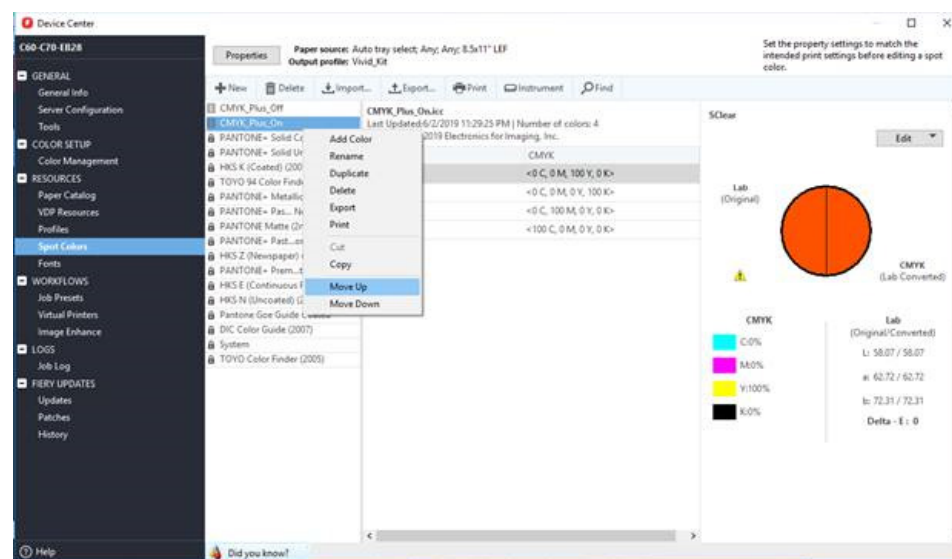 Device Center
C60-C70-EB28
GENERAL
General Info
Server Configuration
Tools
COLOR SETUP
Color Management
RESOURCES
Paper Catalog
VDP Resources
Profiles
Spot Colors
Fonts
WORKFLOWS
Job Presets
Virtual Printers
Image Enhance
LOGS
Job Log
FIERY UPDATES
Updates
Patches
History
Help
Properties
Paper source: Auto tray select; Any; Any; 8.5x11" LEF
Output profile: Vivid_Kit
Set the property settings to match the
intended print settings before editing a spot
color.
New Delete Import... Export... Print Instrument Find
CMYK_Plus_Off
CMYK_Plus_On
PANTONE+ Solid
PANTONE+ Solid
HKS K (Coated)
TOYO 94 Color
PANTONE+ Metallic
PANTONE+ Pas...
PANTONE Matte
PANTONE+ Past...
HKS Z (Newspaper)
PANTONE+ Prem...
HKS E (Continuous
HKS N (Uncoated)
Pantone Goe Guide
DIC Color Guide (2007)
System
TOYO Color Finder (2005)
Add Color
Rename
Duplicate
Delete
Export
Print
Cut
Copy
Move Up
Move Down
CMYK_Plus_On.icc
Last Updated:6/2/2019 11:29:25 PM | Number of colors: 4
2019 Electronics for Imaging, Inc.
CMYK
<0 C, 0 M, 100 Y, 0 K>
<0 C, 0 M, 0 Y, 100 K>
<0 C, 100 M, 0 Y, 0 K>
<100 C, 0 M, 0 Y, 0 K>
SClear
Edit
Lab
(Original)
CMYK
(Lab Converted)
CMYK
C:0%
M:0%
Y:100%
K:0%
Lab
(Original/Converted)
L: 58.07 / 58.07
a: 62.72 / 62.72
b: 72.31 / 72.31
Delta - E : 0
Did you know?